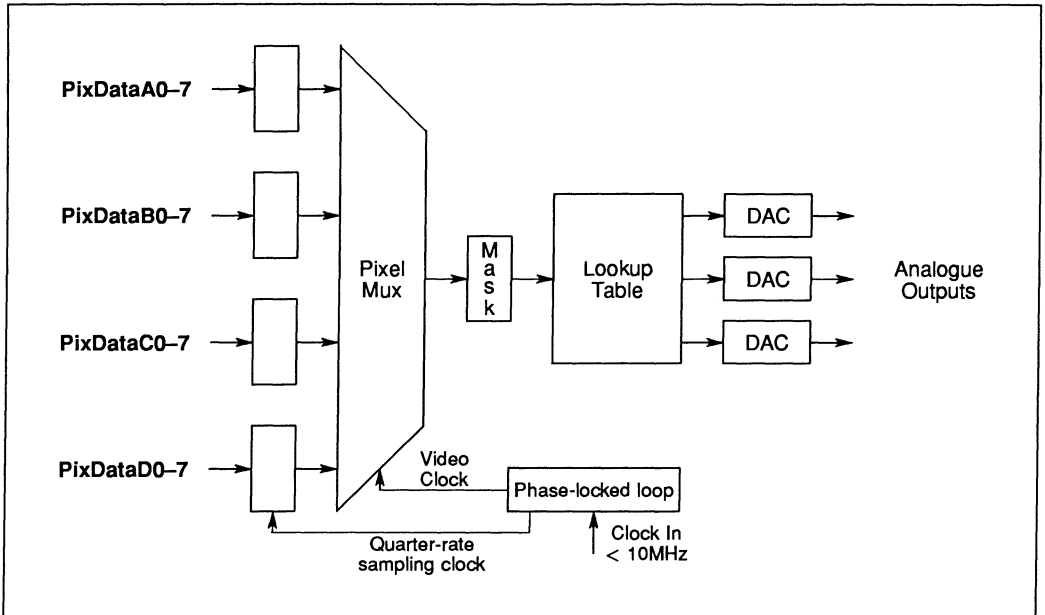 PixDataA0–7
PixDataB0–7
PixDataC0–7
PixDataD0–7
Pixel
Mux
Mask
Lookup
Table
DAC
DAC
DAC
Analogue
Outputs
Video
Clock
Phase-locked loop
Quarter-rate
sampling clock
Clock In
< 10MHz